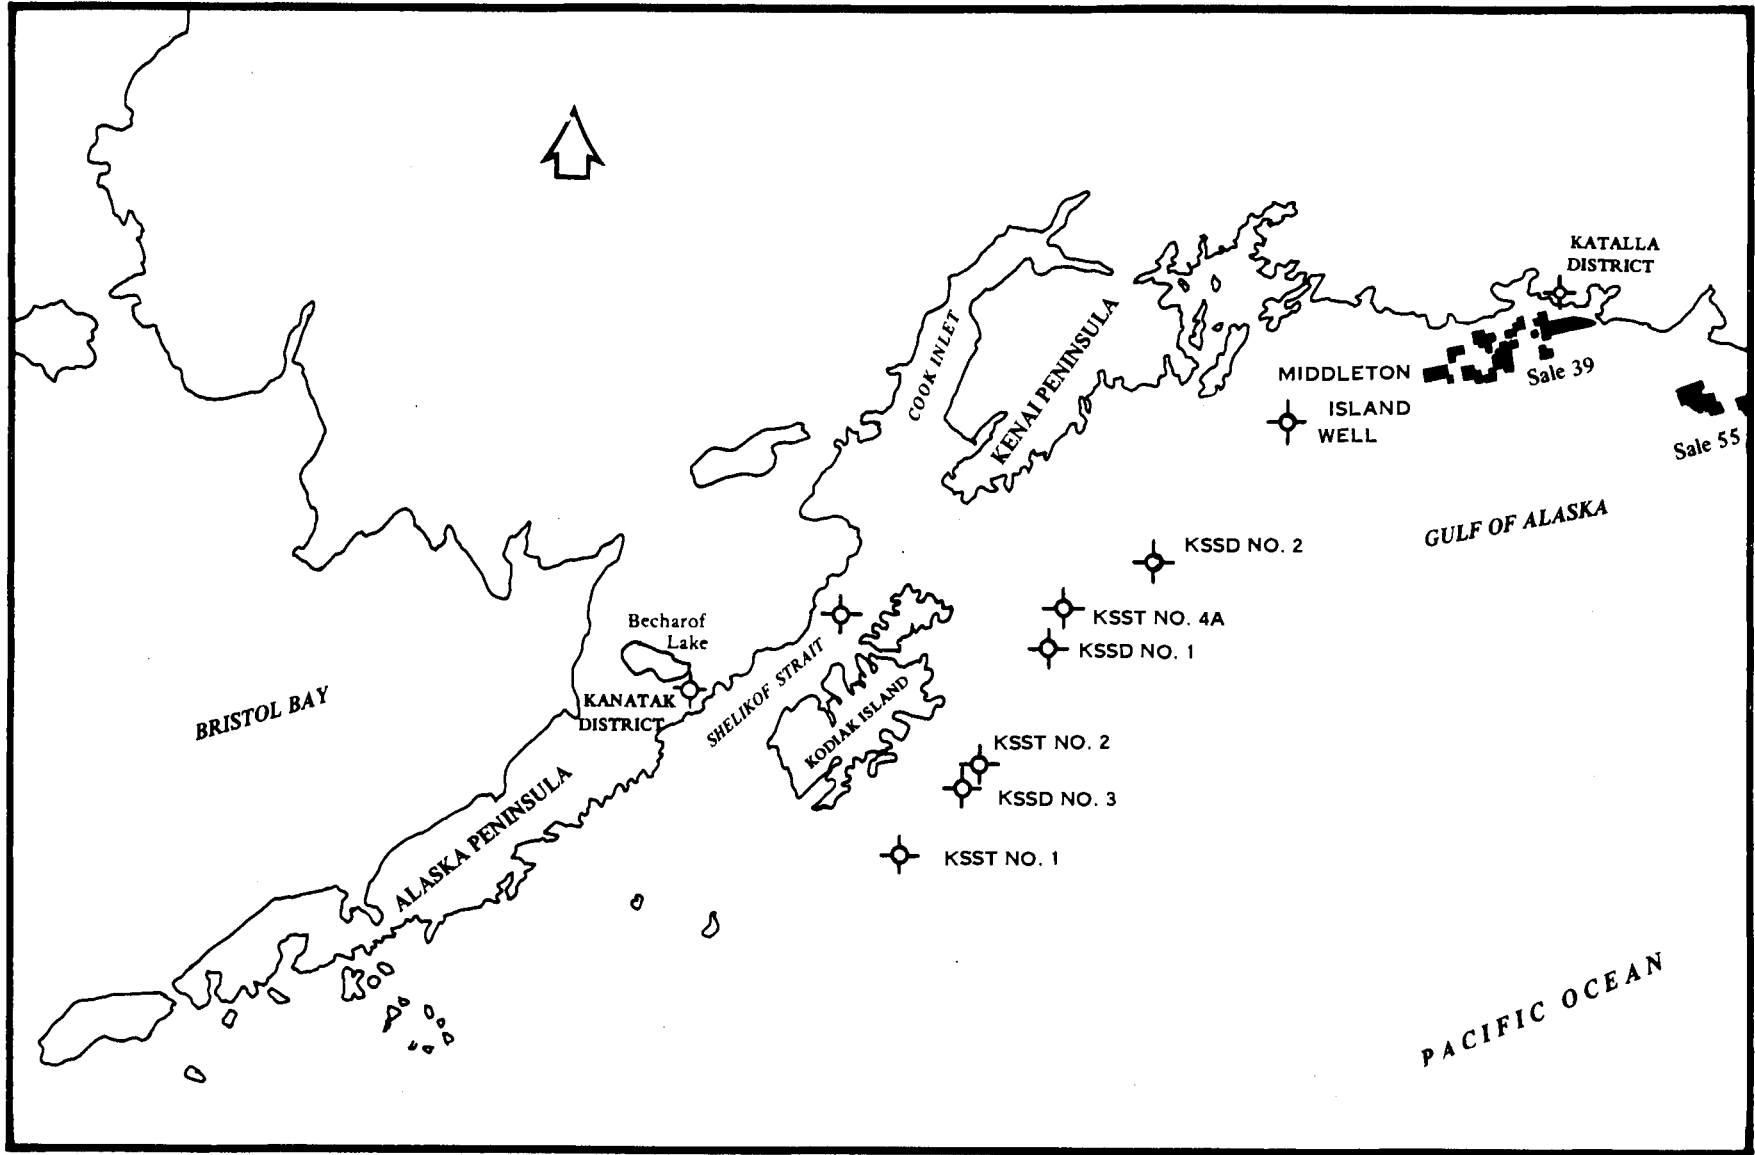 KATALLA
DISTRICT
COOK INLET
KENAI PENINSULA
MIDDLETON
ISLAND
WELL
Sale 39
Sale 55
GULF OF ALASKA
KSSD NO. 2
KSST NO. 4A
KSSD NO. 1
Becharof
Lake
KANATAK
DISTRICT
SHELIKOF STRAIT
KODIAK ISLAND
BRISTOL BAY
KSST NO. 2
KSSD NO. 3
ALASKA PENINSULA
KSST NO. 1
PACIFIC OCEAN